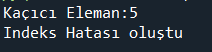 Kaçıcı Eleman:5
Indeks Hatası oluştu